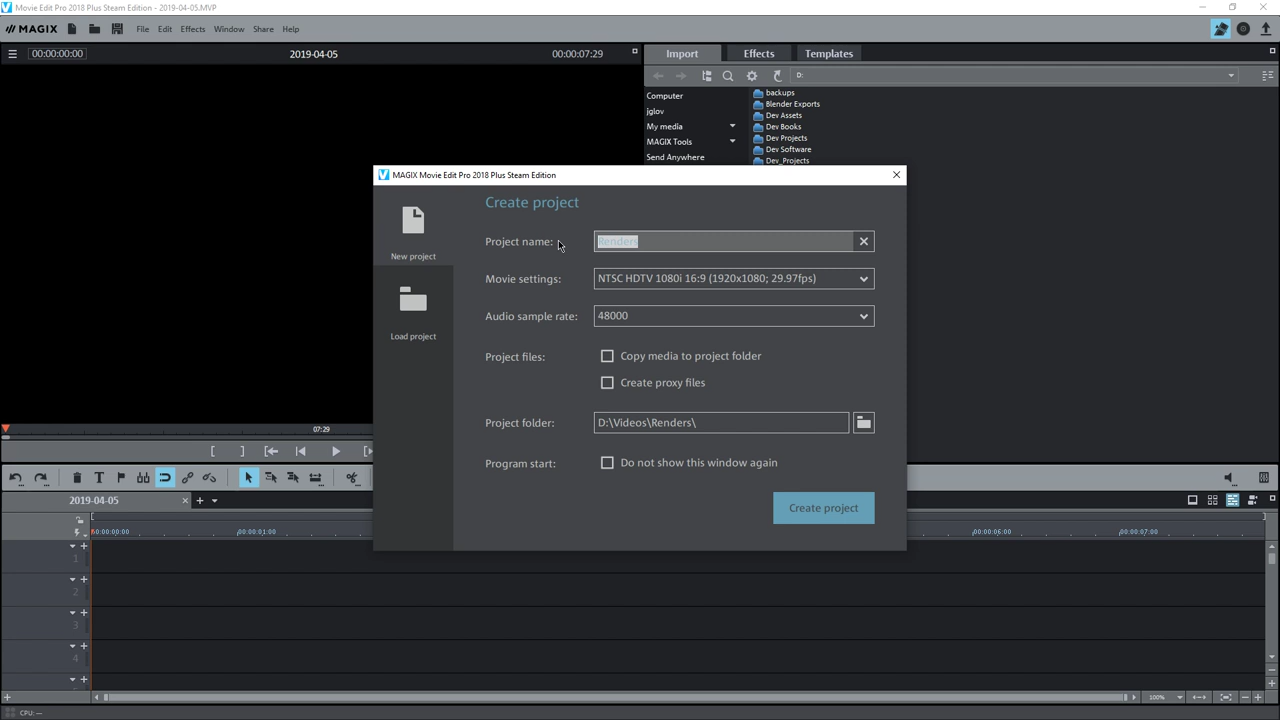 Movie Edit Pro 2018 Plus Steam Edition - 2019-04-05.MVP
MAGIX File Edit Effects Window Share Help
00:00:00:00 2019-04-05 00:00:07:29
Import Effects Templates
D:
Computer
jglov
My media
MAGIX Tools
Send Anywhere
backups
Blender Exports
Dev Assets
Dev Books
Dev Projects
Dev Software
Dev_Projects
MAGIX Movie Edit Pro 2018 Plus Steam Edition
New project
Load project
Create project
Project name: Renders
Movie settings: NTSC HDTV 1080i 16:9 (1920x1080; 29.97fps)
Audio sample rate: 48000
Project files: Copy media to project folder
Create proxy files
Project folder: D:\Videos\Renders\
Program start: Do not show this window again
Create project
07:29
2019-04-05
00:00:00:00 00:00:01:00 00:00:06:00 00:00:07:00
1
2
3
4
100%
CPU: —